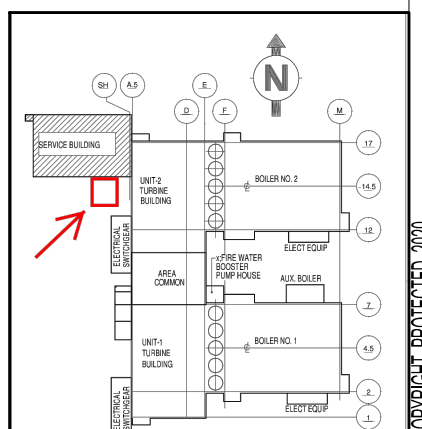 N
SH
A.5
E
D
F
M
17
SERVICE BUILDING
UNIT-2
TURBINE
BUILDING
BOILER NO. 2
14.5
12
ELECTRICAL
SWITCHGEAR
ELECT EQUIP
FIRE WATER
BOOSTER
PUMP HOUSE
AREA
COMMON
AUX. BOILER
7
UNIT-1
TURBINE
BUILDING
BOILER NO. 1
4.5
2
ELECTRICAL
SWITCHGEAR
ELECT EQUIP
1
COPYRIGHT PROTECTED 2020